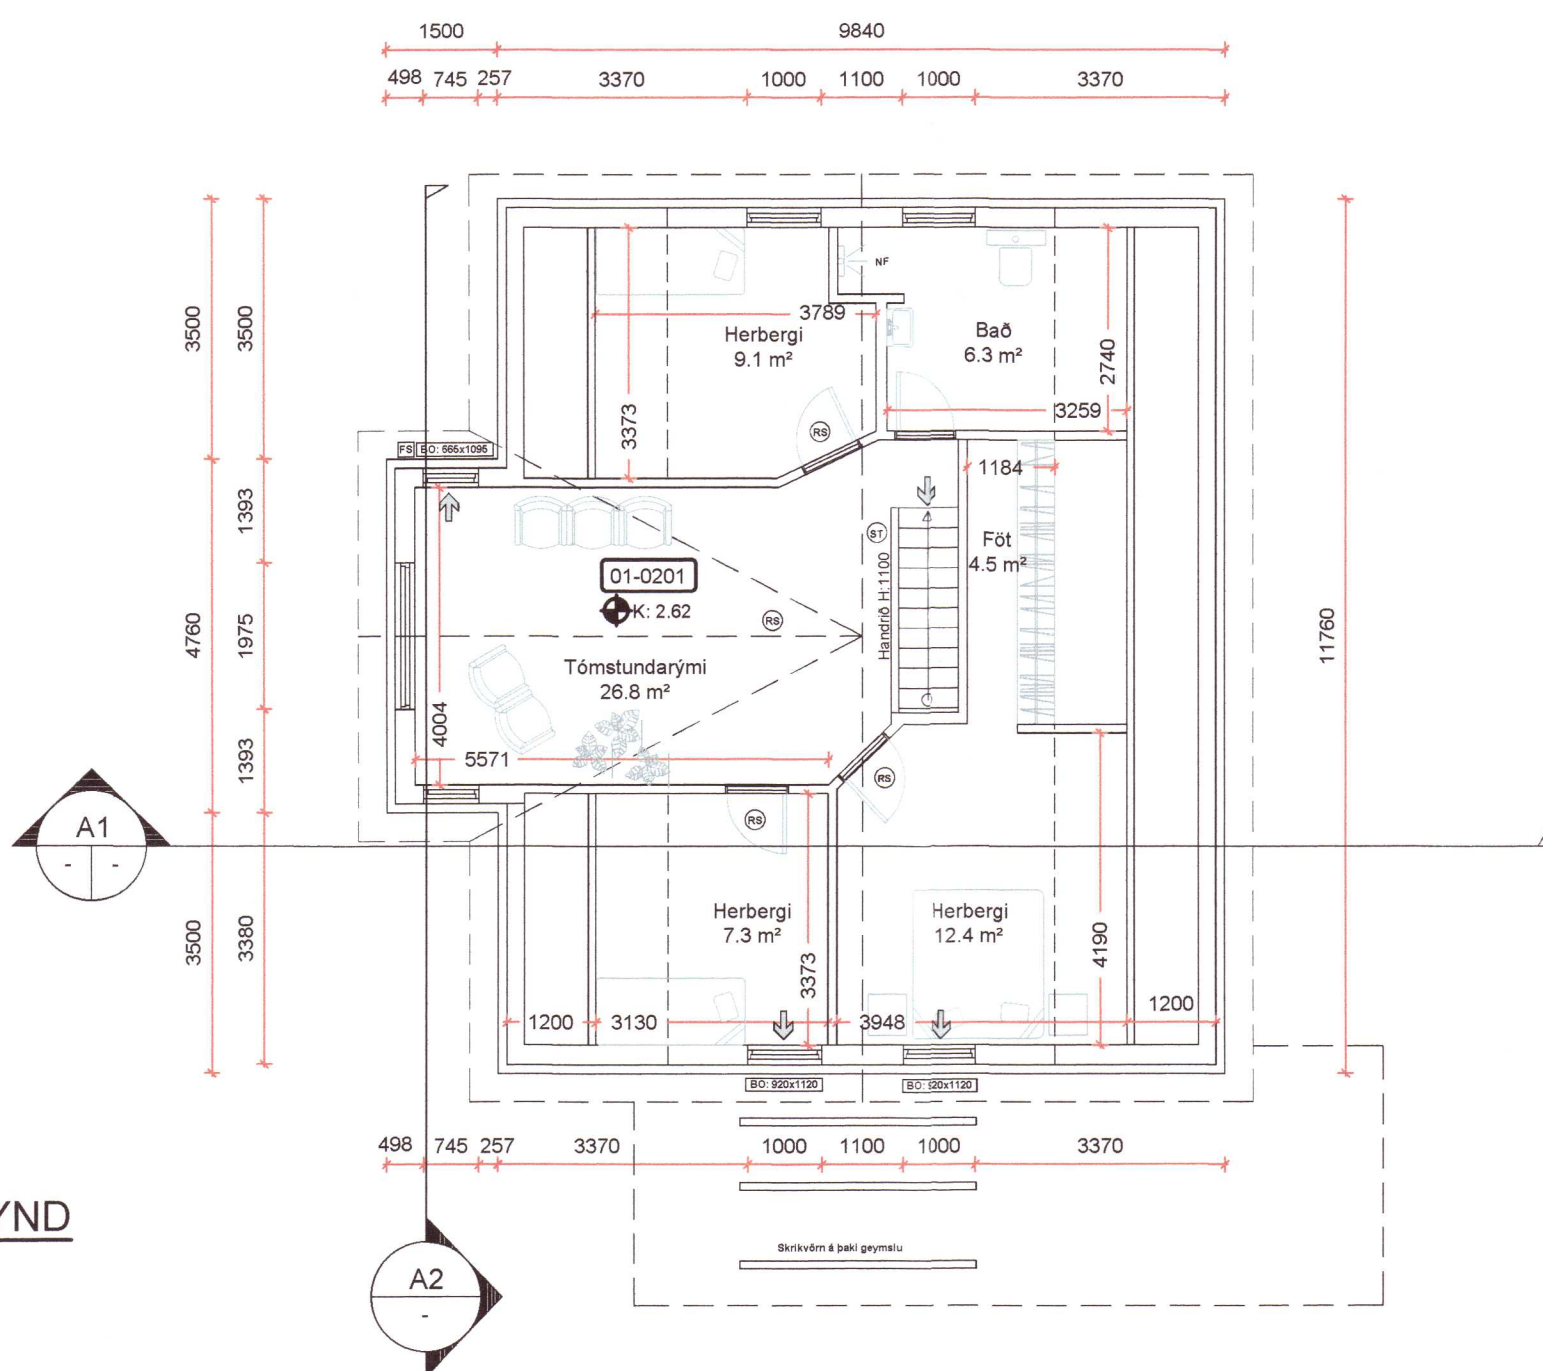 1500 9840
498 745 257 3370 1000 1100 1000 3370
3500
3500
4760
1393
1975
1393
3500
3380
11760
NF
3789
Herbergi
9.1 m²
3373
RS
Bað
6.3 m²
2740
3259
FS BO: 665x1095
1184
ST
Föt
4.5 m²
01-0201
K: 2.62
RS
Handrið H:1100
Tómstundarými
26.8 m²
4004
5571
RS
RS
A1
- -
Herbergi
7.3 m²
3373
Herbergi
12.4 m²
4190
1200 3130 3948 1200
BO: 920x1120
BO: 920x1120
498 745 257 3370 1000 1100 1000 3370
YND
Skrikvörn á þaki geymslu
A2
-